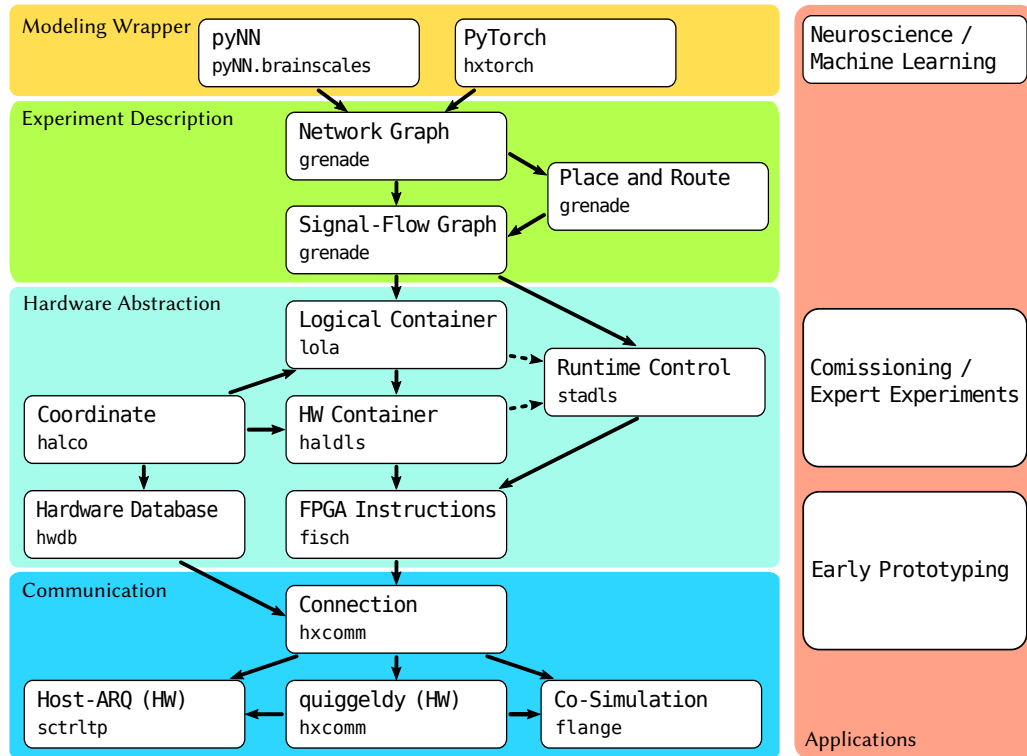 Modeling Wrapper
pyNN
pyNN.brainscales
PyTorch
hxtorch
Experiment Description
Network Graph
grenade
Place and Route
grenade
Signal-Flow Graph
grenade
Hardware Abstraction
Logical Container
lola
Runtime Control
stadls
Coordinate
halco
HW Container
haldls
Hardware Database
hwdb
FPGA Instructions
fisch
Communication
Connection
hxcomm
Host-ARQ (HW)
sctrltp
quiggeldy (HW)
hxcomm
Co-Simulation
flange
Neuroscience /
Machine Learning
Comissioning /
Expert Experiments
Early Prototyping
Applications